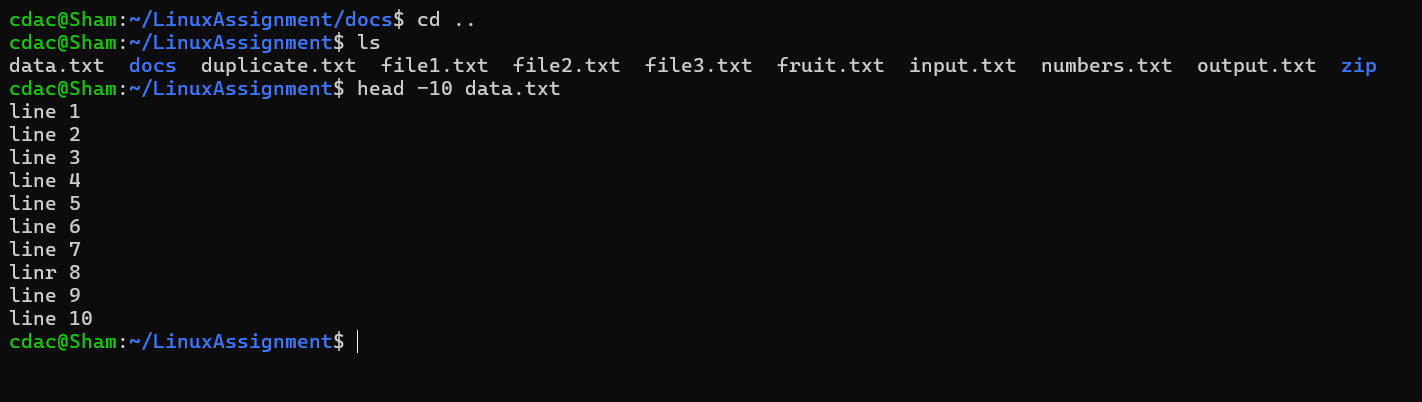 cdac@Sham:~/LinuxAssignment/docs$ cd ..
cdac@Sham:~/LinuxAssignment$ ls
data.txt  docs  duplicate.txt  file1.txt  file2.txt  file3.txt  fruit.txt  input.txt  numbers.txt  output.txt  zip
cdac@Sham:~/LinuxAssignment$ head -10 data.txt
line 1
line 2
line 3
line 4
line 5
line 6
line 7
linr 8
line 9
line 10
cdac@Sham:~/LinuxAssignment$